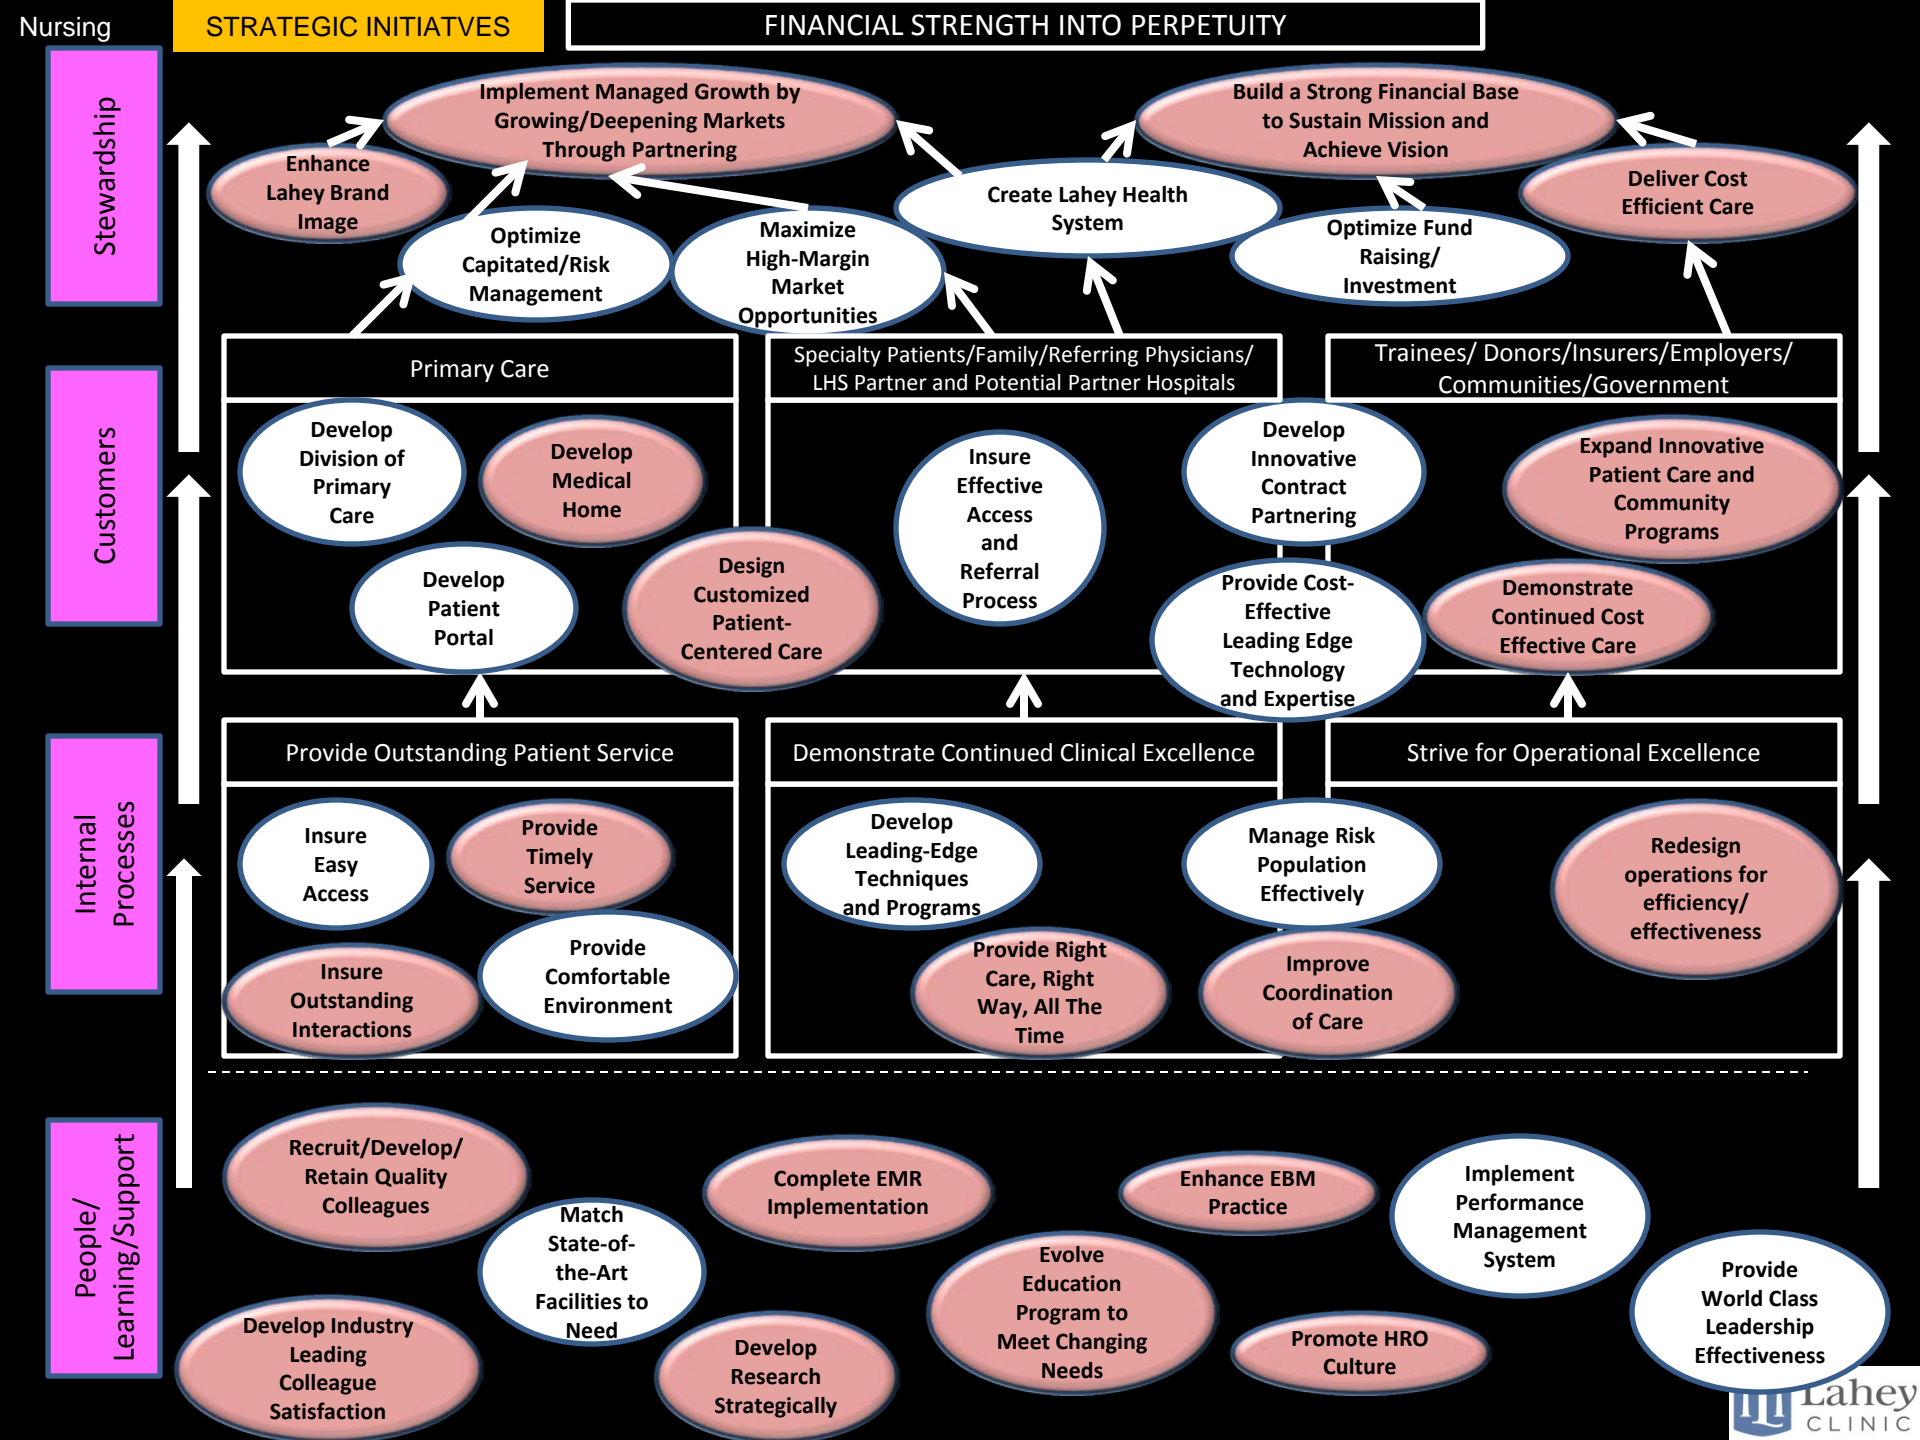 Nursing
STRATEGIC INITIATVES
FINANCIAL STRENGTH INTO PERPETUITY
Stewardship
Implement Managed Growth by
Growing/Deepening Markets
Through Partnering
Build a Strong Financial Base
to Sustain Mission and
Achieve Vision
Enhance
Lahey Brand
Image
Optimize
Capitated/Risk
Management
Maximize
High-Margin
Market
Opportunities
Create Lahey Health
System
Optimize Fund
Raising/
Investment
Deliver Cost
Efficient Care
Customers
Primary Care
Specialty Patients/Family/Referring Physicians/
LHS Partner and Potential Partner Hospitals
Trainees/ Donors/Insurers/Employers/
Communities/Government
Develop
Division of
Primary
Care
Develop
Medical
Home
Develop
Patient
Portal
Design
Customized
Patient-
Centered Care
Insure
Effective
Access
and
Referral
Process
Develop
Innovative
Contract
Partnering
Provide Cost-
Effective
Leading Edge
Technology
and Expertise
Expand Innovative
Patient Care and
Community
Programs
Demonstrate
Continued Cost
Effective Care
Internal
Processes
Provide Outstanding Patient Service
Demonstrate Continued Clinical Excellence
Strive for Operational Excellence
Insure
Easy
Access
Provide
Timely
Service
Insure
Outstanding
Interactions
Provide
Comfortable
Environment
Develop
Leading-Edge
Techniques
and Programs
Provide Right
Care, Right
Way, All The
Time
Manage Risk
Population
Effectively
Improve
Coordination
of Care
Redesign
operations for
efficiency/
effectiveness
People/
Learning/Support
Recruit/Develop/
Retain Quality
Colleagues
Match
State-of-
the-Art
Facilities to
Need
Develop Industry
Leading
Colleague
Satisfaction
Complete EMR
Implementation
Develop
Research
Strategically
Evolve
Education
Program to
Meet Changing
Needs
Enhance EBM
Practice
Promote HRO
Culture
Implement
Performance
Management
System
Provide
World Class
Leadership
Effectiveness
Lahey
CLINIC